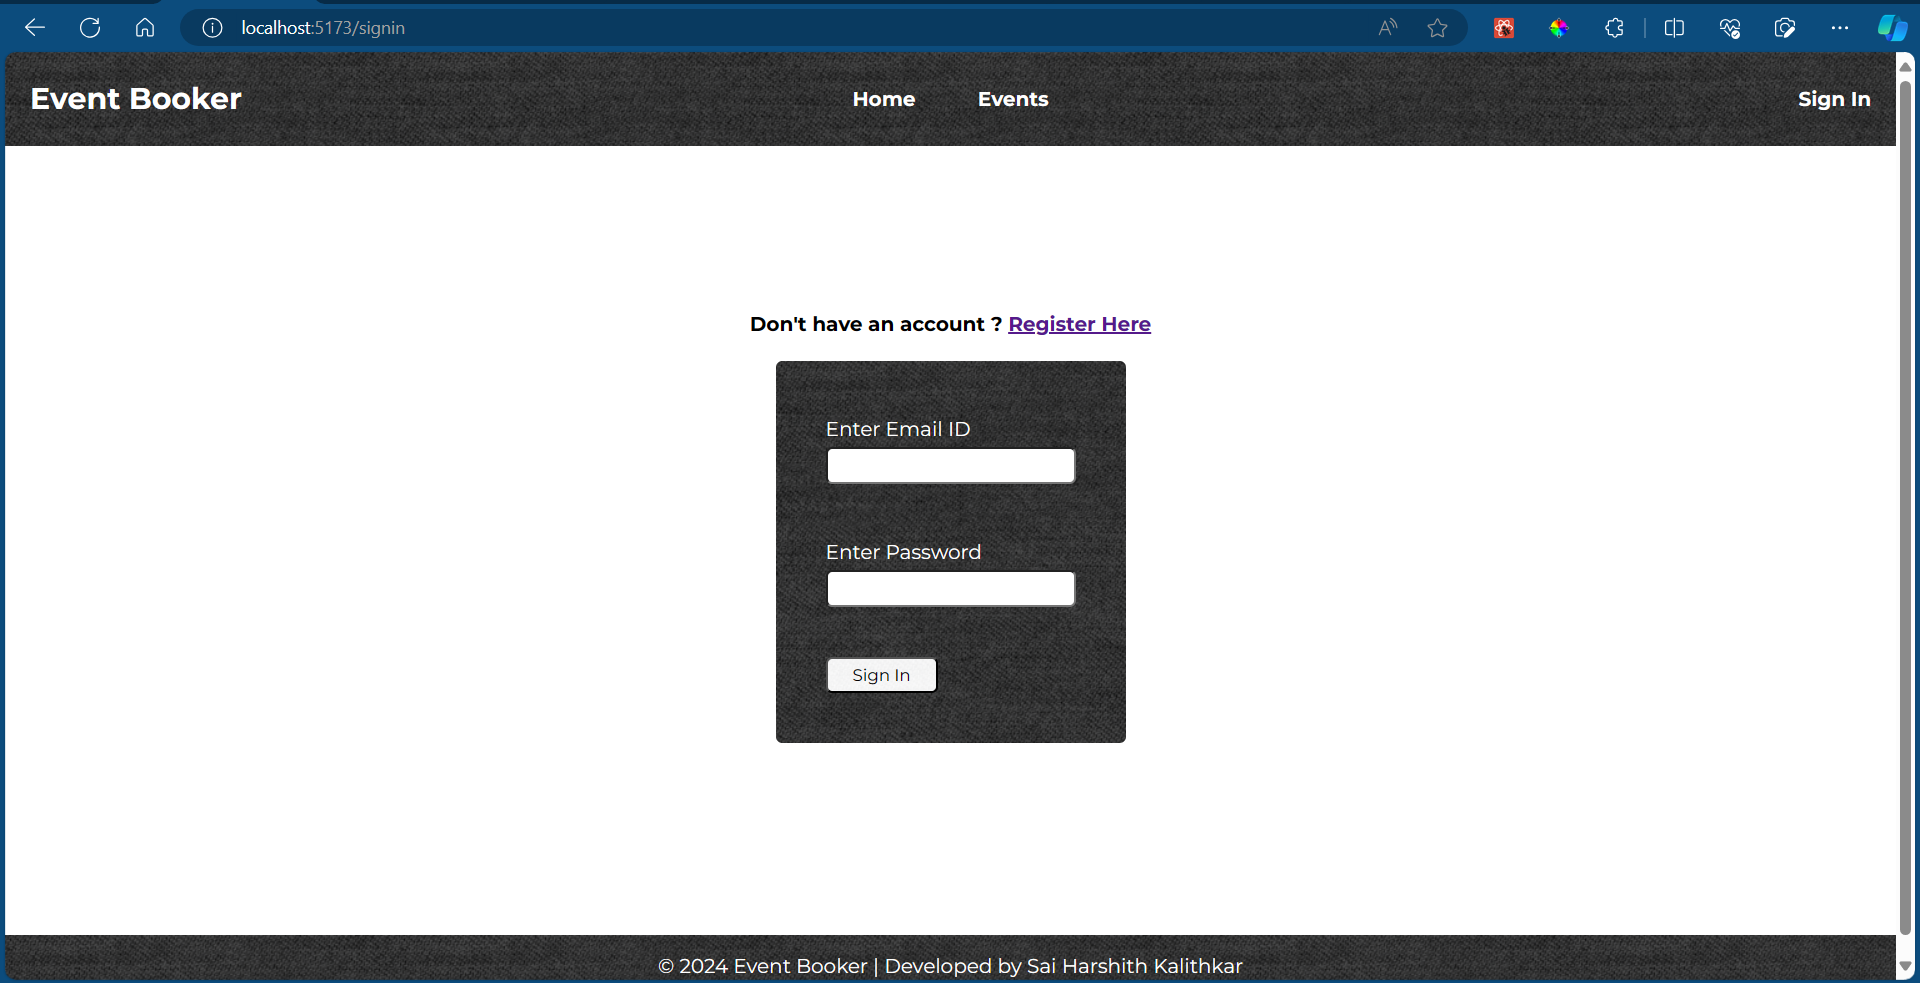 localhost:5173/signin
Event Booker
Home
Events
Sign In
Don't have an account ? Register Here
Enter Email ID
Enter Password
Sign In
© 2024 Event Booker | Developed by Sai Harshith Kalithkar